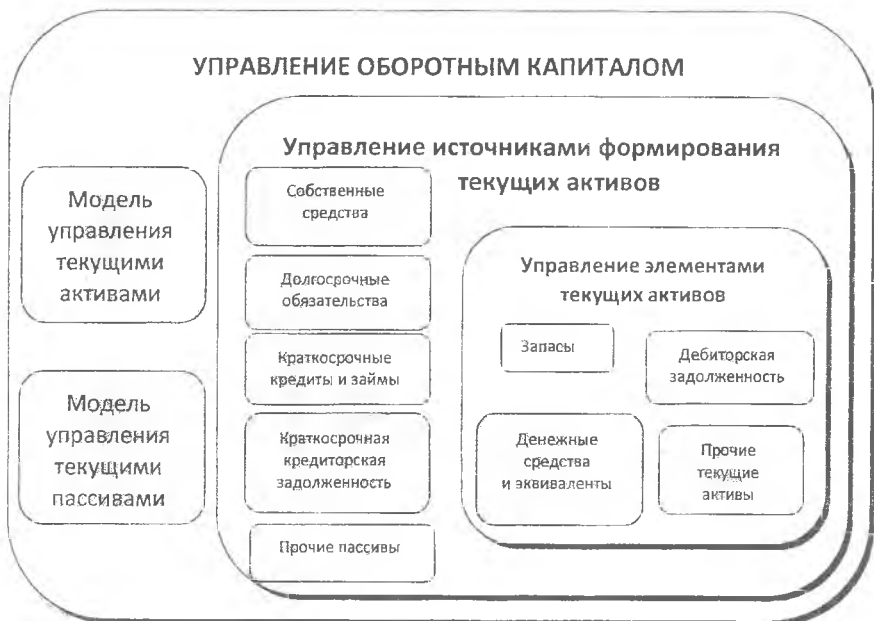 УПРАВЛЕНИЕ ОБОРОТНЫМ КАПИТАЛОМ
Модель
управления
текущими
активами
Модель
управления
текущими
пассивами
Управление источниками формирования
текущих активов
Собственные
средства
Долгосрочные
обязательства
Краткосрочные
кредиты и займы
Краткосрочная
кредиторская
задолженность
Прочие пассивы
Управление элементами
текущих активов
Запасы
Дебиторская
задолженность
Денежные
средства
и эквиваленты
Прочие
текущие
активы